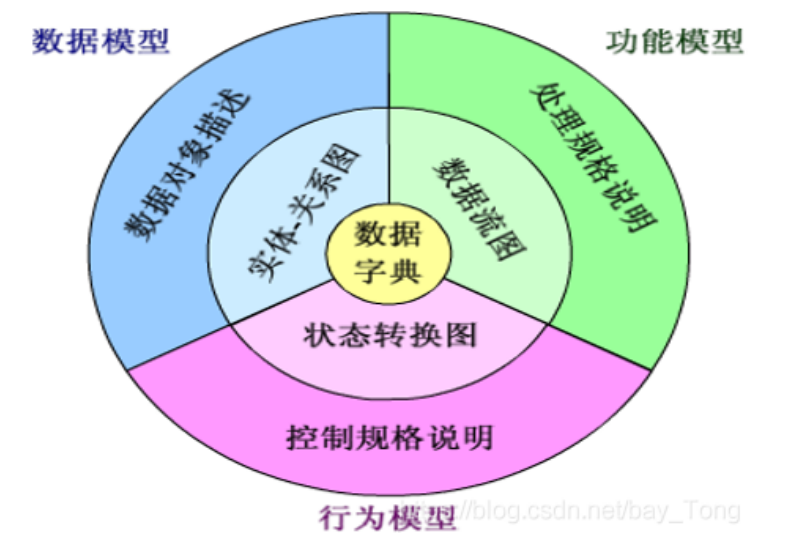 数据模型
功能模型
数据对象描述
实体-关系图
数据流图
处理规格说明
数据
字典
状态转换图
控制规格说明
行为模型
blog.csdn.net/bay_Tong